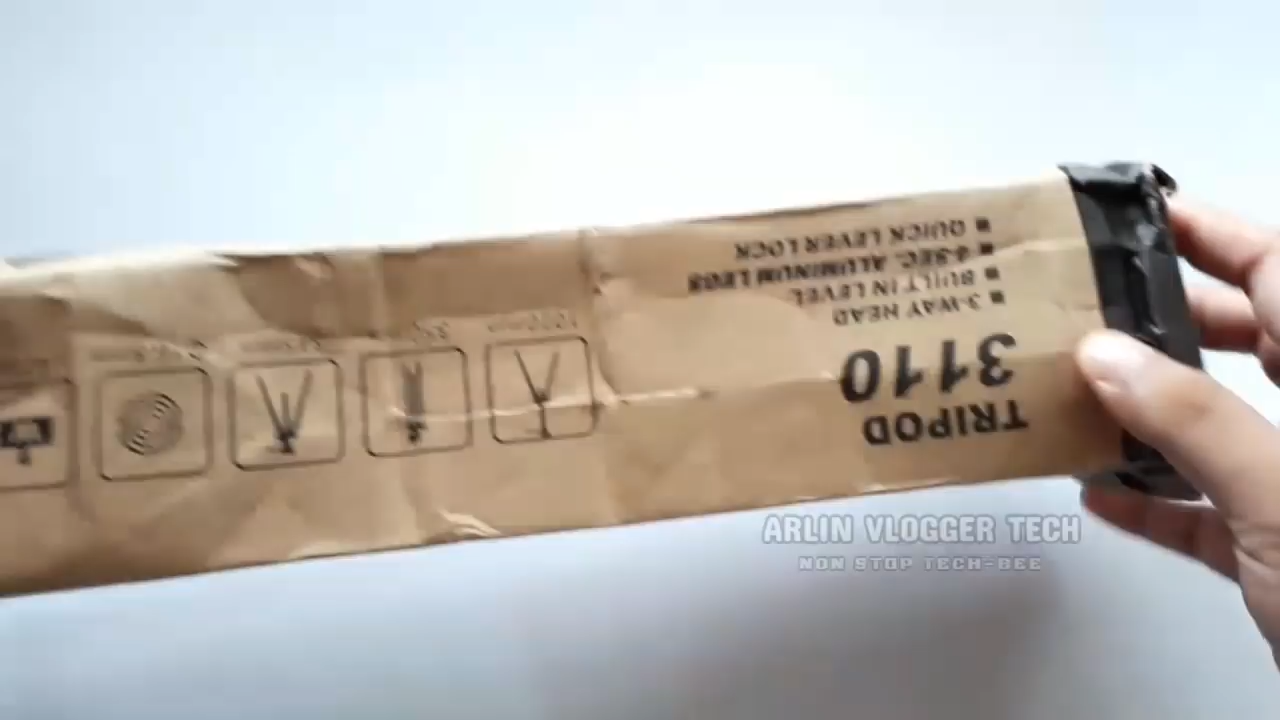 TRIPOD
3110
■ 3-WAY HEAD
■ BUILT IN LEVEL
■ 4-SEC. ALUMINUM LEGS
■ QUICK LEVER LOCK
ARLIN VLOGGER TECH
NON STOP TECH-BEE